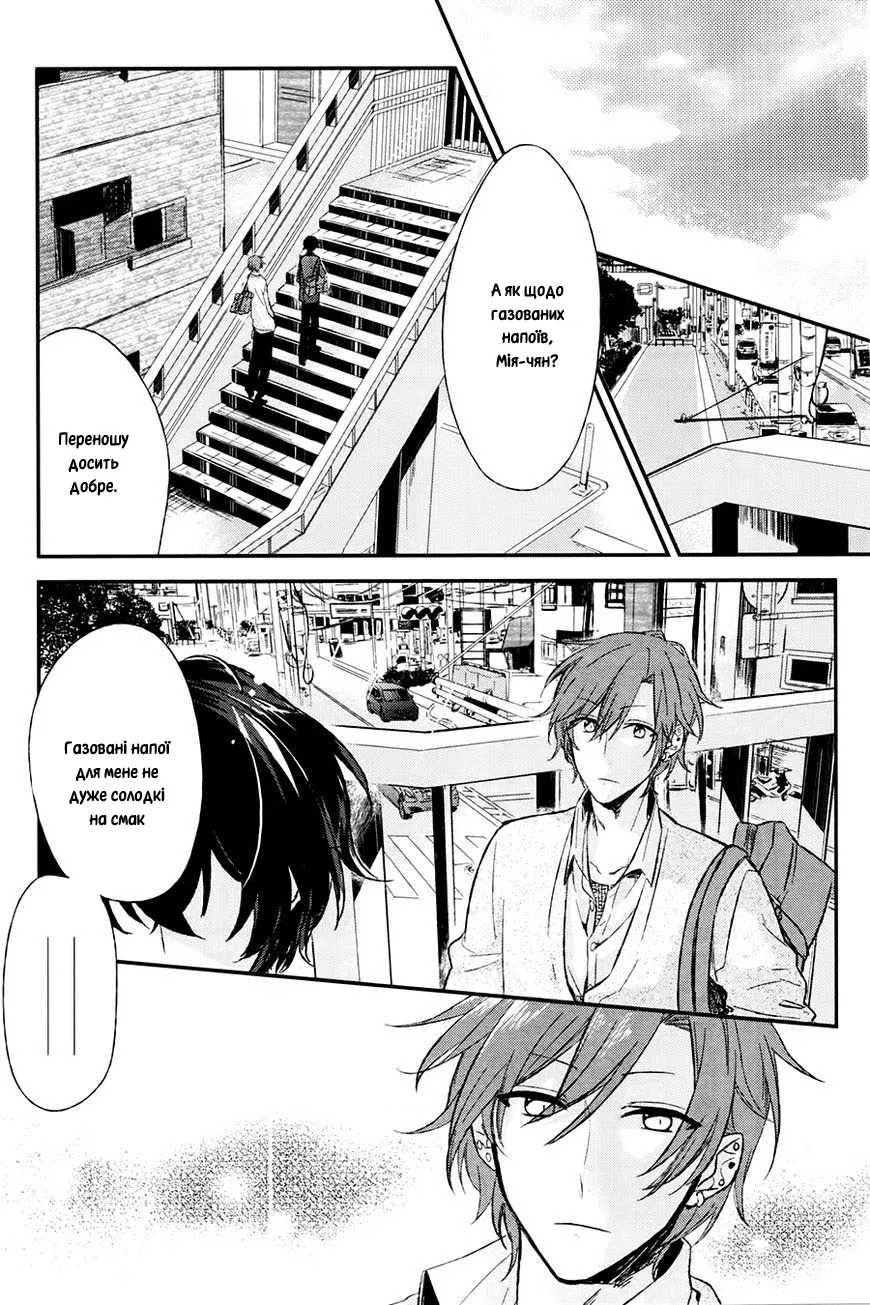 А як щодо
газованих
напоїв,
Мія-чян?
Переношу
досить
добре.
Газовані напої
для мене не
дуже солодкі
на смак